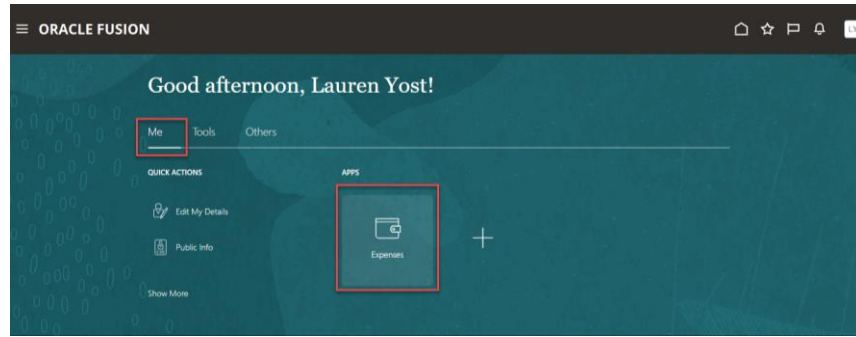 ORACLE FUSION
LY
Good afternoon, Lauren Yost!
Me Tools Others
QUICK ACTIONS APPS
Edit My Details
Public Info
Expenses
Show More